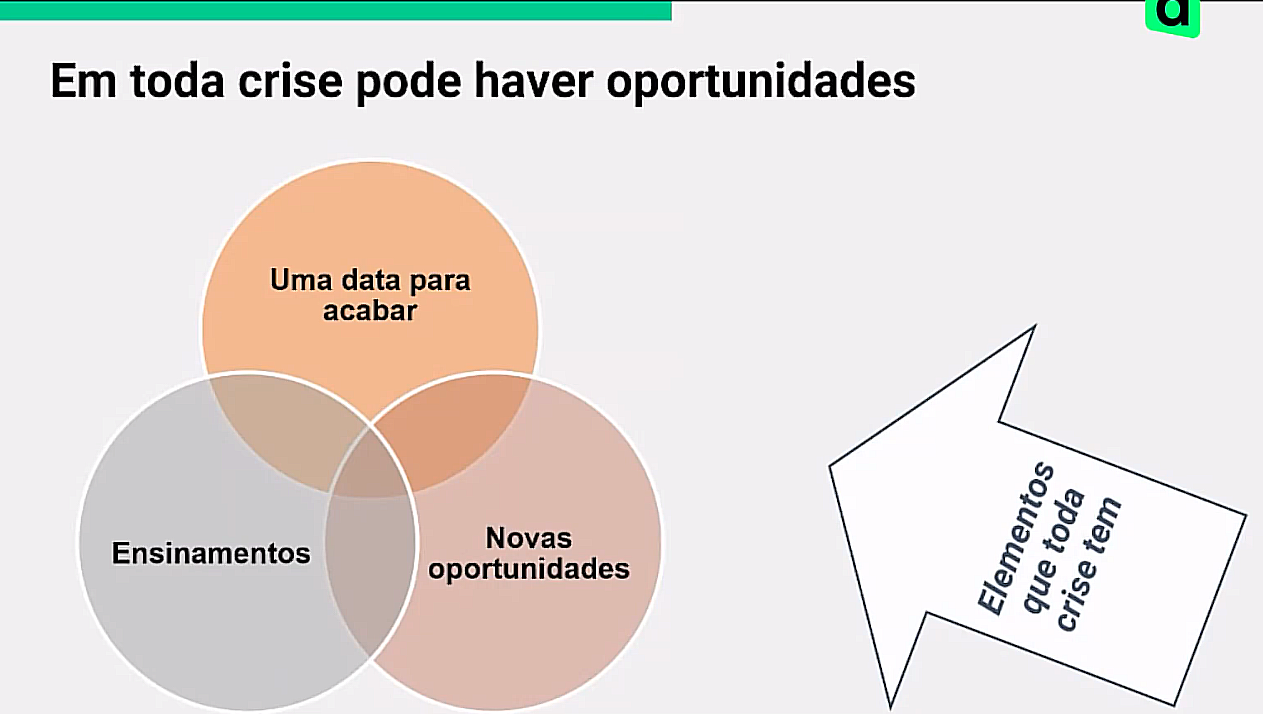 Em toda crise pode haver oportunidades
Uma data para
acabar
Ensinamentos
Novas
oportunidades
Elementos
que toda
crise tem